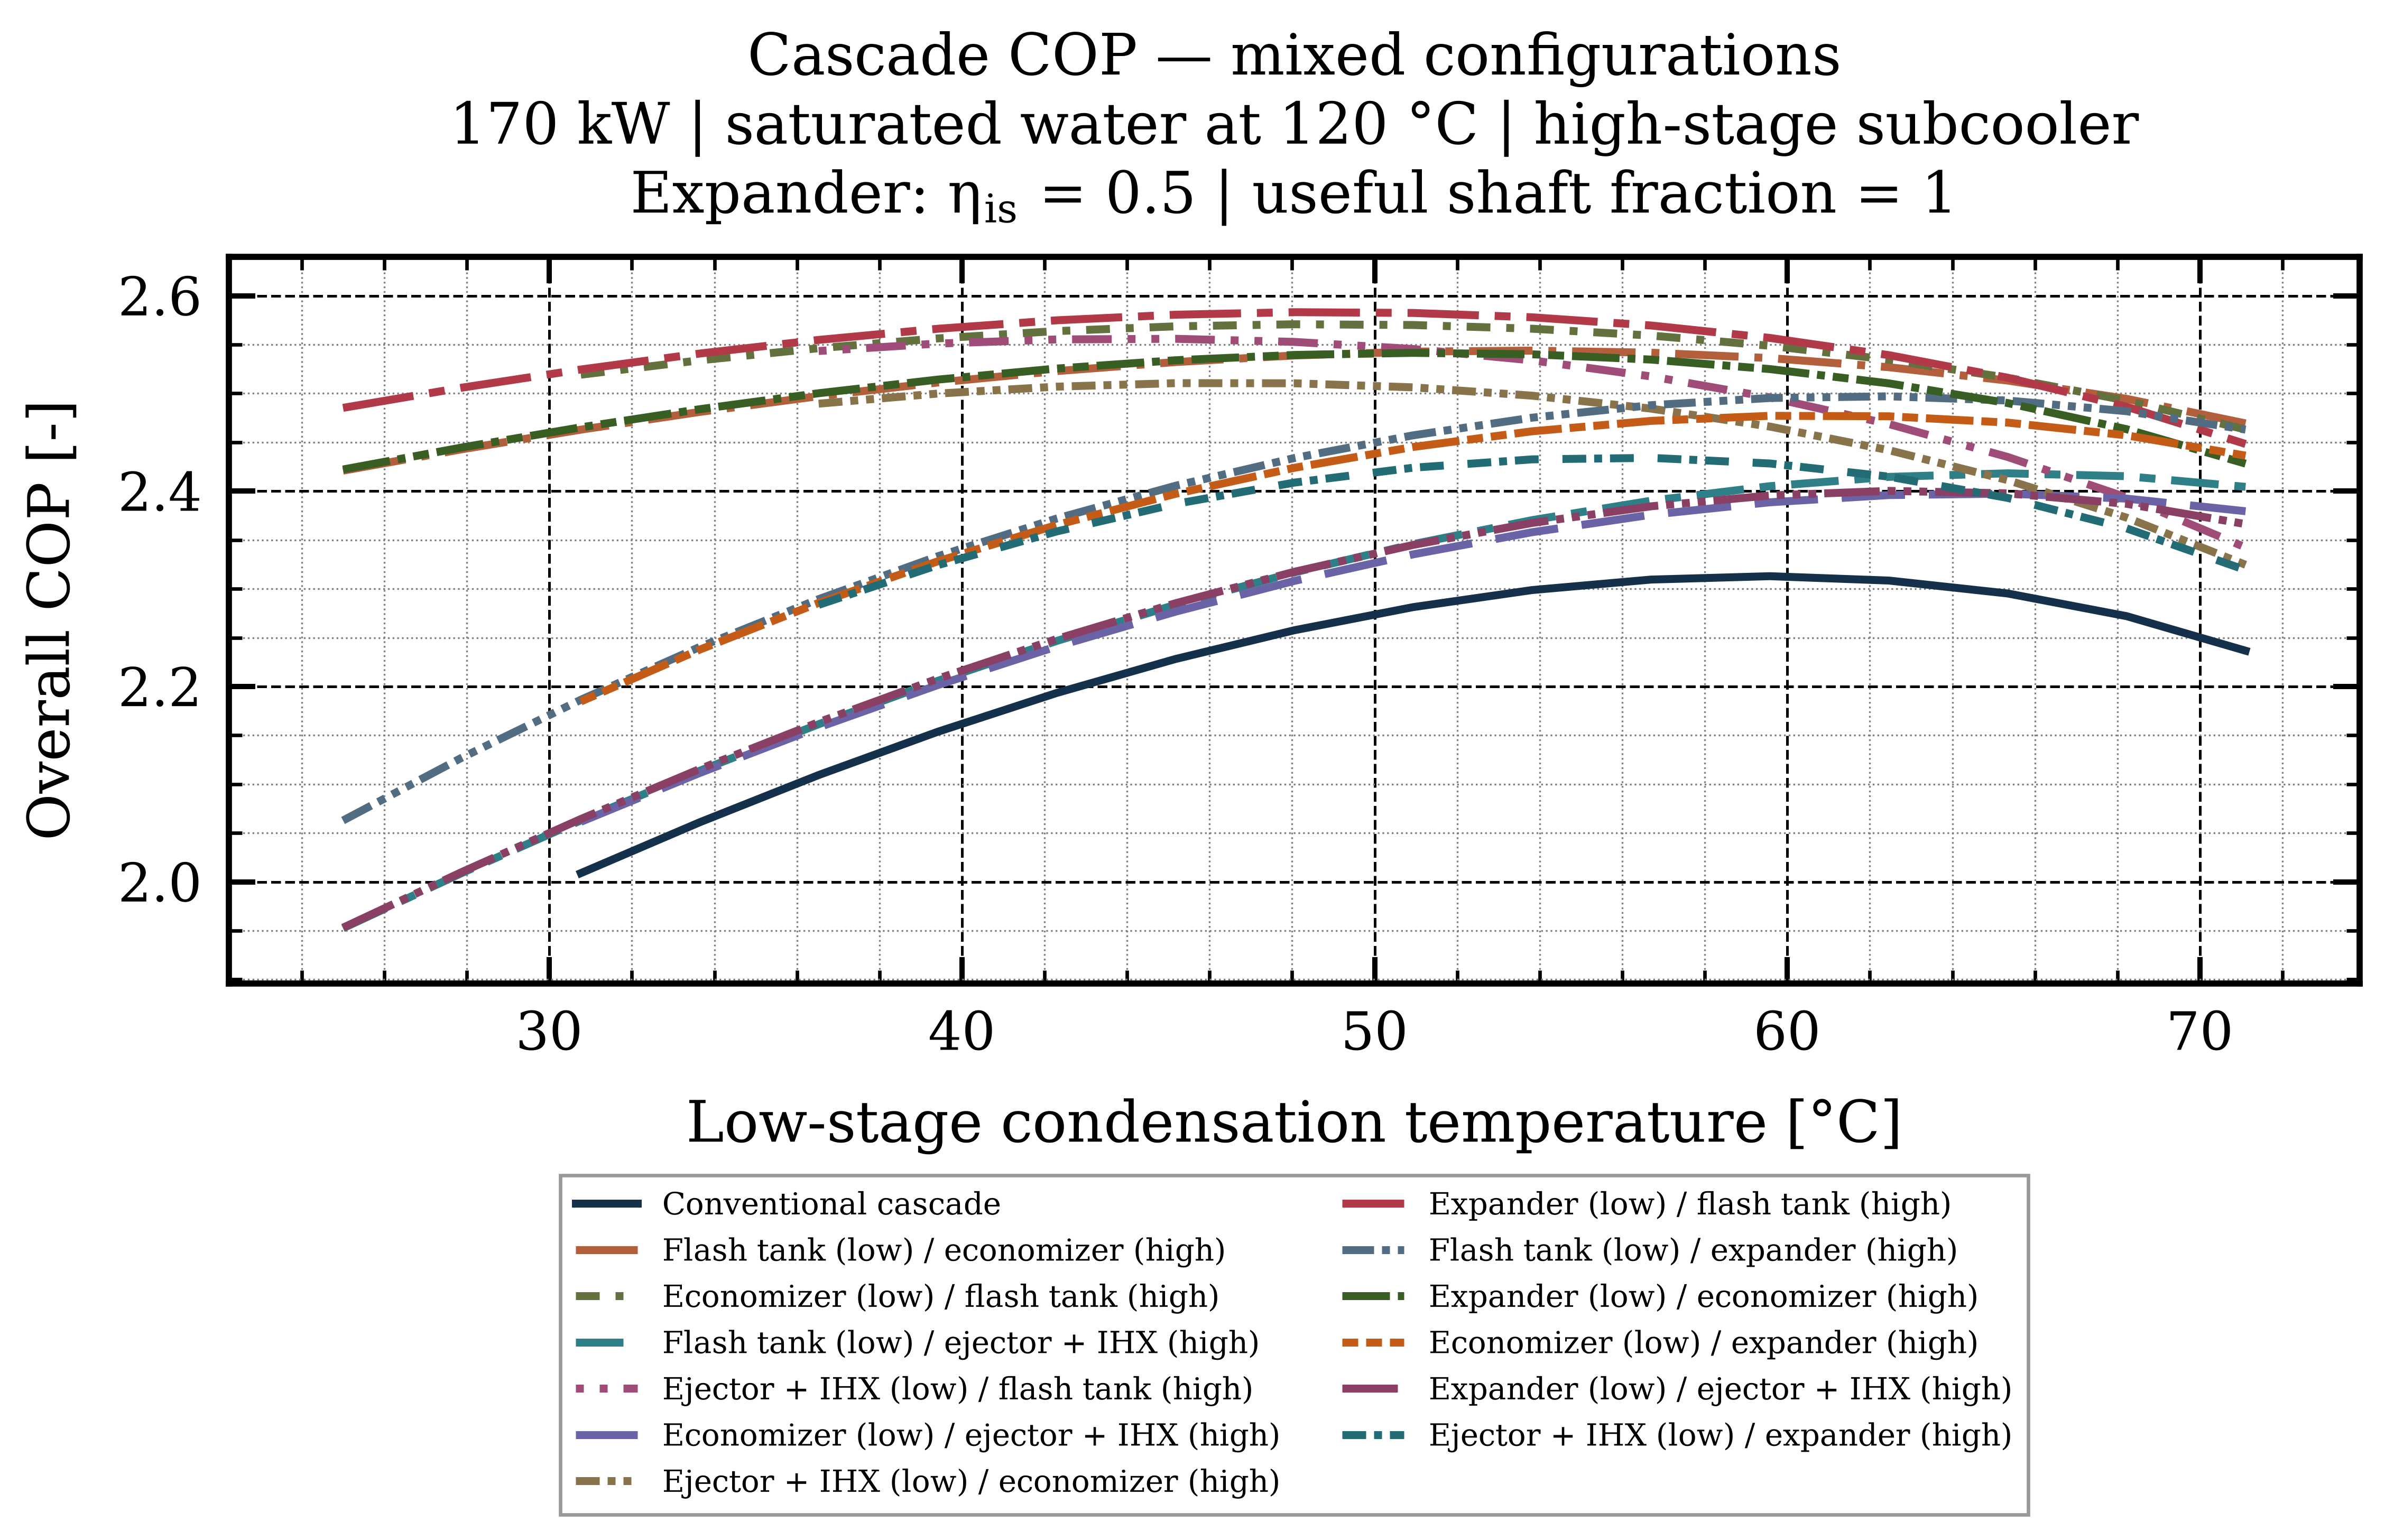 Cascade COP — mixed configurations
170 kW | saturated water at 120 °C | high-stage subcooler
Expander: ηis = 0.5 | useful shaft fraction = 1
Overall COP [-]
2.6
2.4
2.2
2.0
30 40 50 60 70
Low-stage condensation temperature [°C]
Conventional cascade
Flash tank (low) / economizer (high)
Economizer (low) / flash tank (high)
Flash tank (low) / ejector + IHX (high)
Ejector + IHX (low) / flash tank (high)
Economizer (low) / ejector + IHX (high)
Ejector + IHX (low) / economizer (high)
Expander (low) / flash tank (high)
Flash tank (low) / expander (high)
Expander (low) / economizer (high)
Economizer (low) / expander (high)
Expander (low) / ejector + IHX (high)
Ejector + IHX (low) / expander (high)